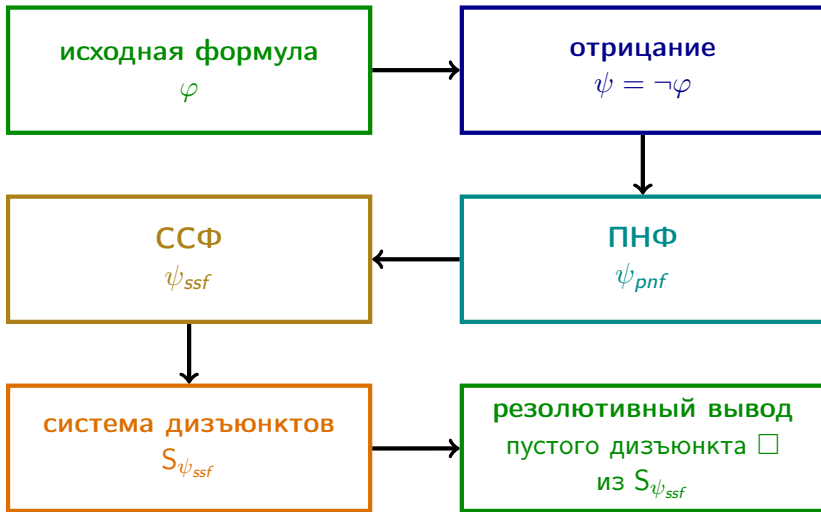 исходная формула
φ
отрицание
ψ = ¬φ
ПНФ
ψ_pnf
ССФ
ψ_ssf
система дизъюнктов
S_ψ_ssf
резолютивный вывод
пустого дизъюнкта □
из S_ψ_ssf